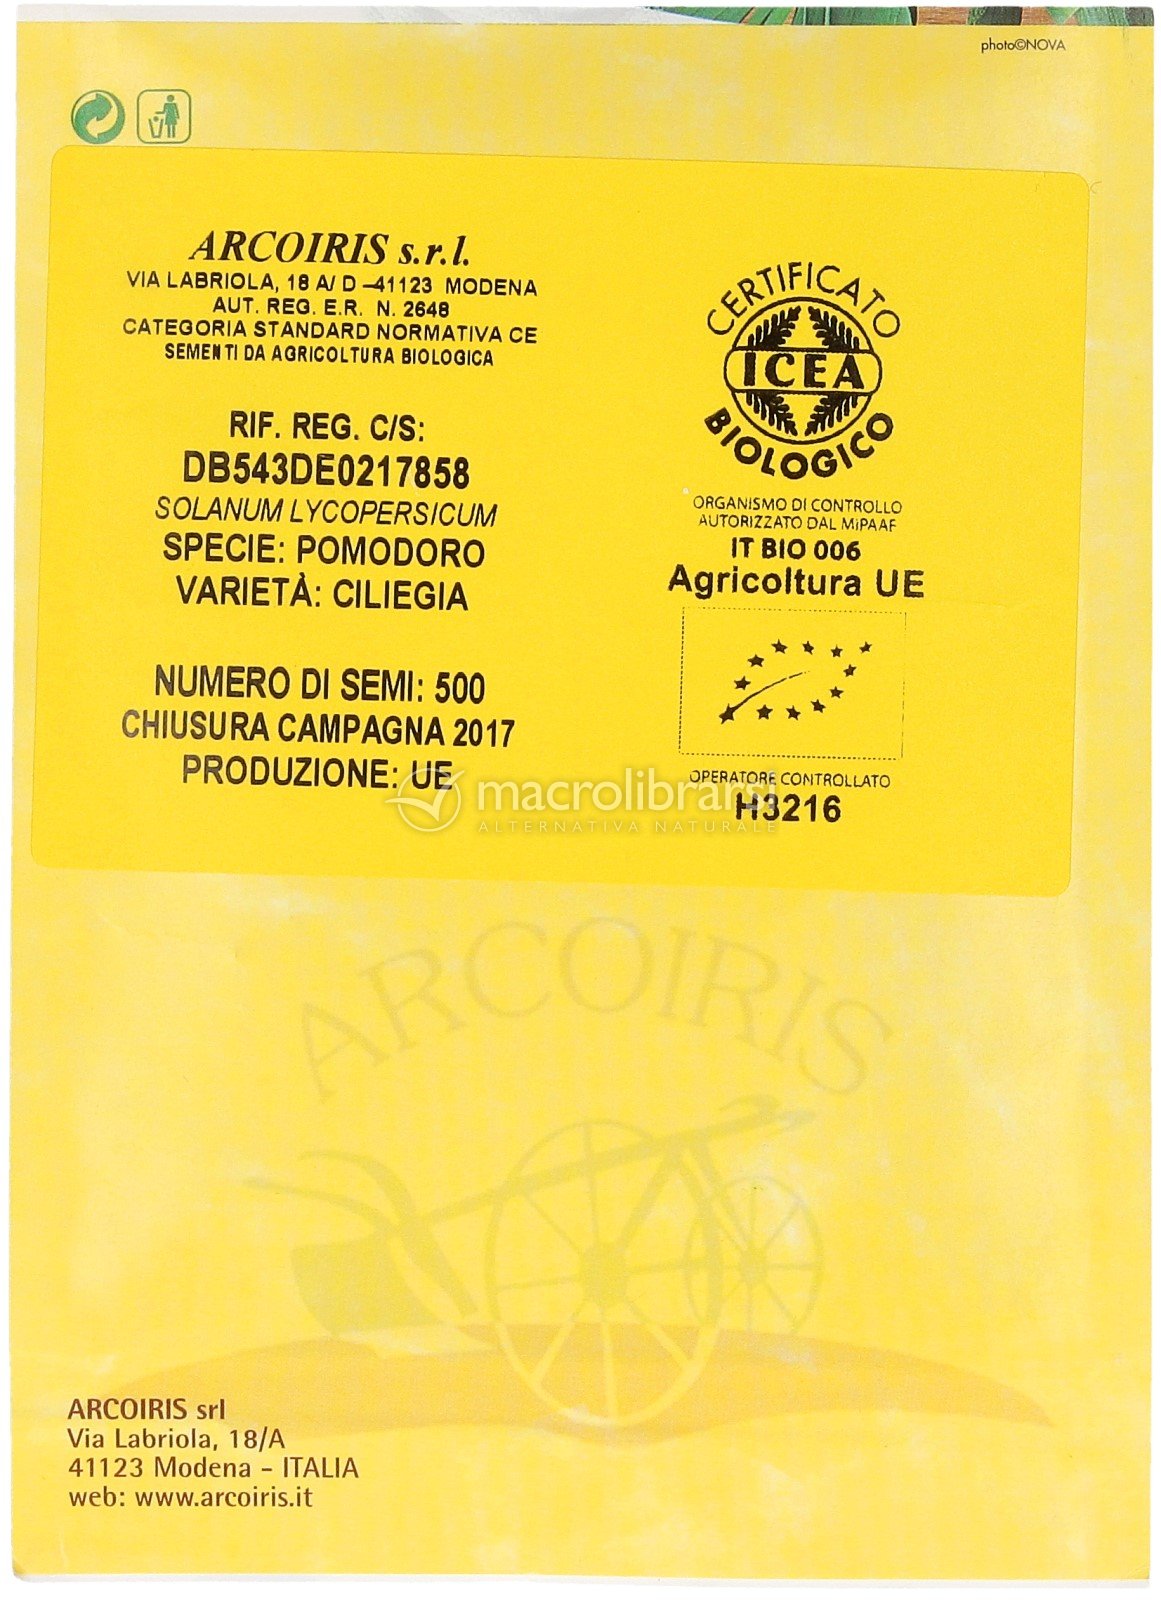 photo©NOVA
ARCOIRIS s.r.l.
VIA LABRIOLA, 18 A/ D -41123 MODENA
AUT. REG. E.R. N. 2648
CATEGORIA STANDARD NORMATIVA CE
SEMENTI DA AGRICOLTURA BIOLOGICA
RIF. REG. C/S:
DB543DE0217858
SOLANUM LYCOPERSICUM
SPECIE: POMODORO
VARIETÀ: CILIEGIA
NUMERO DI SEMI: 500
CHIUSURA CAMPAGNA 2017
PRODUZIONE: UE
CERTIFICATO
ICEA
BIOLOGICO
ORGANISMO DI CONTROLLO
AUTORIZZATO DAL MiPAAF
IT BIO 006
Agricoltura UE
OPERATORE CONTROLLATO
H3216
macrolibrarsi
ALTERNATIVA NATURALE
ARCOIRIS
ARCOIRIS srl
Via Labriola, 18/A
41123 Modena - ITALIA
web: www.arcoiris.it